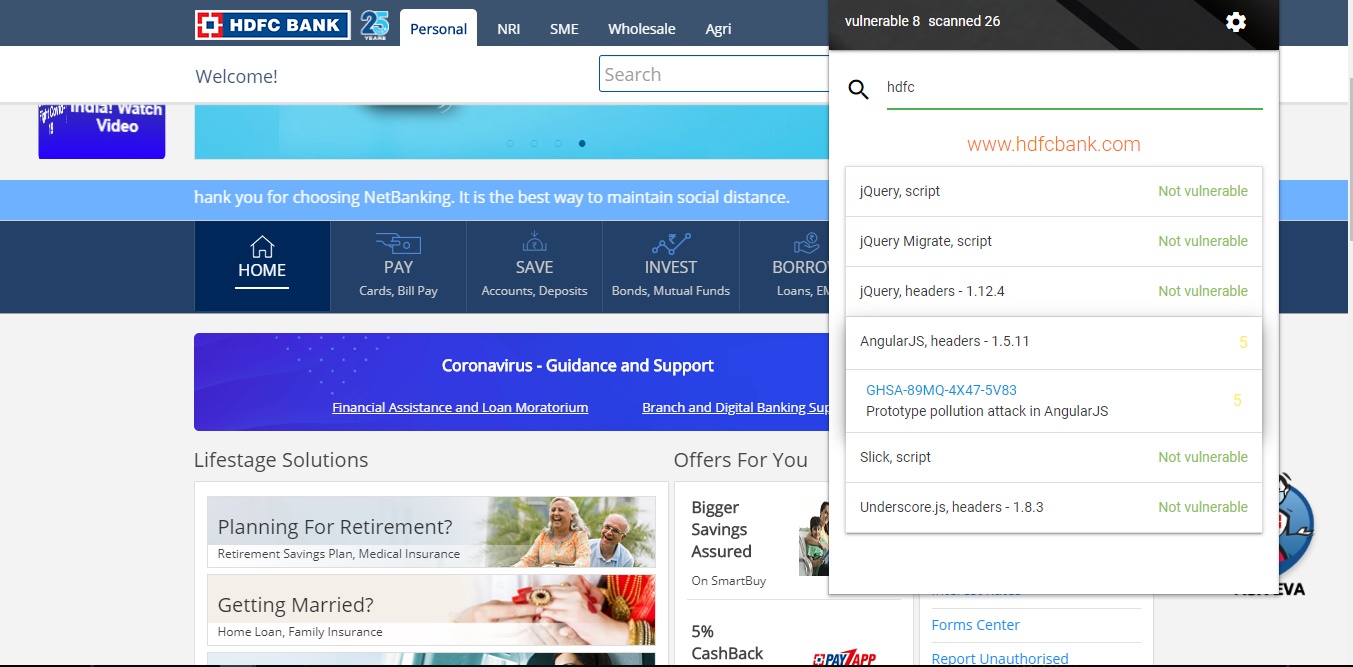 HDFC BANK
25
YEARS
Personal
NRI
SME
Wholesale
Agri
vulnerable 8 scanned 26
Welcome!
Search
hdfc
India! Watch
Video
www.hdfcbank.com
jQuery, script Not vulnerable
jQuery Migrate, script Not vulnerable
jQuery, headers - 1.12.4 Not vulnerable
AngularJS, headers - 1.5.11 5
GHSA-89MQ-4X47-5V83
Prototype pollution attack in AngularJS
5
Slick, script Not vulnerable
Underscore.js, headers - 1.8.3 Not vulnerable
hank you for choosing NetBanking. It is the best way to maintain social distance.
HOME
PAY
Cards, Bill Pay
SAVE
Accounts, Deposits
INVEST
Bonds, Mutual Funds
BORRO
Loans, EM
Coronavirus - Guidance and Support
Financial Assistance and Loan Moratorium
Branch and Digital Banking Sup
Lifestage Solutions
Planning For Retirement?
Retirement Savings Plan, Medical Insurance
Getting Married?
Home Loan, Family Insurance
Offers For You
Bigger
Savings
Assured
On SmartBuy
5%
CashBack
PAYZAPP
EVA
Interest Rates
Forms Center
Report Unauthorised